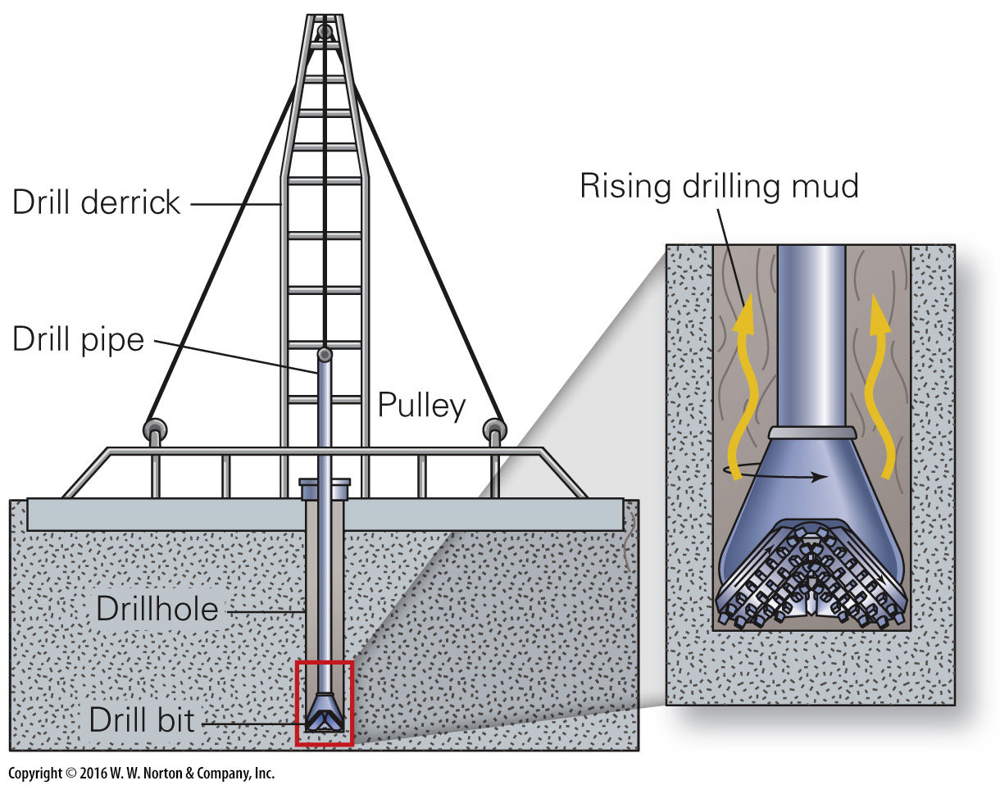 Rising drilling mud
Drill derrick
Drill pipe
Pulley
Drillhole
Drill bit
Copyright © 2016 W. W. Norton & Company, Inc.